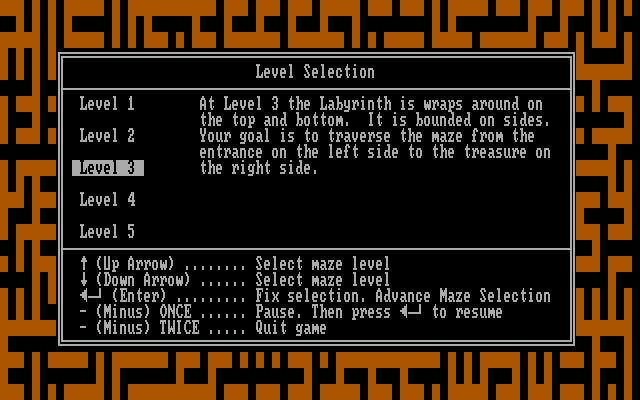 Level Selection
Level 1
At Level 3 the Labyrinth is wraps around on
the top and bottom.  It is bounded on sides.
Level 2
Your goal is to traverse the maze from the
entrance on the left side to the treasure on
Level 3
the right side.
Level 4
Level 5
↑ (Up Arrow) ........ Select maze level
↓ (Down Arrow) ...... Select maze level
◄─┘ (Enter) ......... Fix selection. Advance Maze Selection
- (Minus) ONCE ...... Pause. Then press ◄─┘ to resume
- (Minus) TWICE ..... Quit game